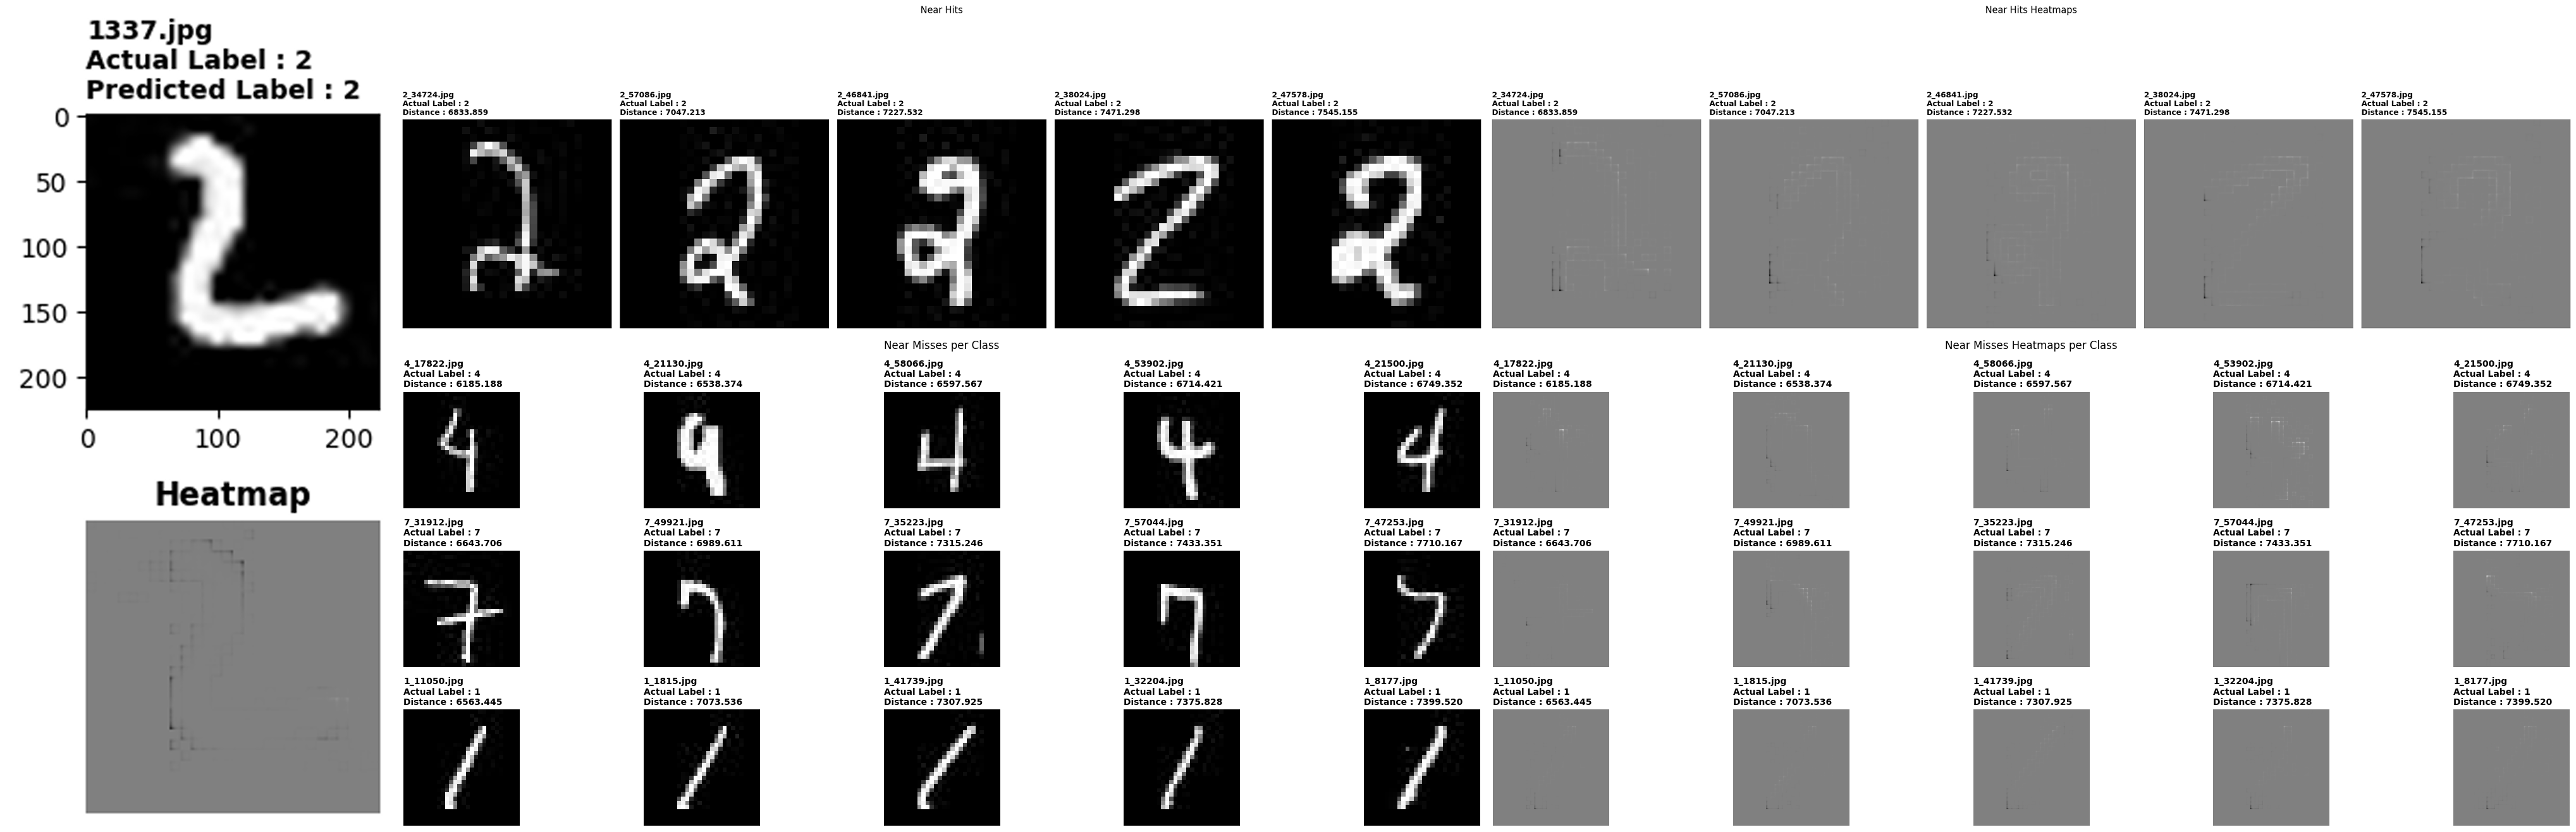 1337.jpg
Actual Label : 2
Predicted Label : 2
0
50
100
150
200
0 100 200
Heatmap
Near Hits
2_34724.jpg
Actual Label : 2
Distance : 6833.859
2_57086.jpg
Actual Label : 2
Distance : 7047.213
2_46841.jpg
Actual Label : 2
Distance : 7227.532
2_38024.jpg
Actual Label : 2
Distance : 7471.298
2_47578.jpg
Actual Label : 2
Distance : 7545.155
Near Hits Heatmaps
2_34724.jpg
Actual Label : 2
Distance : 6833.859
2_57086.jpg
Actual Label : 2
Distance : 7047.213
2_46841.jpg
Actual Label : 2
Distance : 7227.532
2_38024.jpg
Actual Label : 2
Distance : 7471.298
2_47578.jpg
Actual Label : 2
Distance : 7545.155
Near Misses per Class
4_17822.jpg
Actual Label : 4
Distance : 6185.188
4_21130.jpg
Actual Label : 4
Distance : 6538.374
4_58066.jpg
Actual Label : 4
Distance : 6597.567
4_53902.jpg
Actual Label : 4
Distance : 6714.421
4_21500.jpg
Actual Label : 4
Distance : 6749.352
7_31912.jpg
Actual Label : 7
Distance : 6643.706
7_49921.jpg
Actual Label : 7
Distance : 6989.611
7_35223.jpg
Actual Label : 7
Distance : 7315.246
7_57044.jpg
Actual Label : 7
Distance : 7433.351
7_47253.jpg
Actual Label : 7
Distance : 7710.167
1_11050.jpg
Actual Label : 1
Distance : 6563.445
1_1815.jpg
Actual Label : 1
Distance : 7073.536
1_41739.jpg
Actual Label : 1
Distance : 7307.925
1_32204.jpg
Actual Label : 1
Distance : 7375.828
1_8177.jpg
Actual Label : 1
Distance : 7399.520
Near Misses Heatmaps per Class
4_17822.jpg
Actual Label : 4
Distance : 6185.188
4_21130.jpg
Actual Label : 4
Distance : 6538.374
4_58066.jpg
Actual Label : 4
Distance : 6597.567
4_53902.jpg
Actual Label : 4
Distance : 6714.421
4_21500.jpg
Actual Label : 4
Distance : 6749.352
7_31912.jpg
Actual Label : 7
Distance : 6643.706
7_49921.jpg
Actual Label : 7
Distance : 6989.611
7_35223.jpg
Actual Label : 7
Distance : 7315.246
7_57044.jpg
Actual Label : 7
Distance : 7433.351
7_47253.jpg
Actual Label : 7
Distance : 7710.167
1_11050.jpg
Actual Label : 1
Distance : 6563.445
1_1815.jpg
Actual Label : 1
Distance : 7073.536
1_41739.jpg
Actual Label : 1
Distance : 7307.925
1_32204.jpg
Actual Label : 1
Distance : 7375.828
1_8177.jpg
Actual Label : 1
Distance : 7399.520